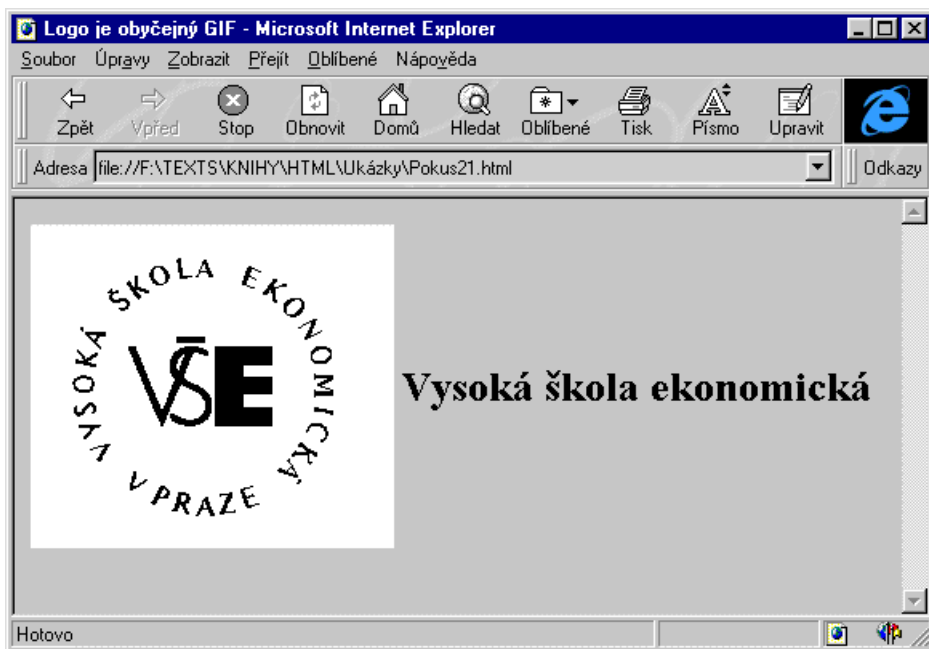 Logo je obyčejný GIF - Microsoft Internet Explorer
Soubor Úpravy Zobrazit Přejít Oblíbené Nápověda
Zpět Vpřed Stop Obnovit Domů Hledat Oblíbené Tisk Písmo Upravit
Adresa file://F:\TEXTS\KNIHY\HTML\Ukázky\Pokus21.html Odkazy
VYSOKÁ ŠKOLA EKONOMICKÁ V PRAZE
VŠE
Vysoká škola ekonomická
Hotovo